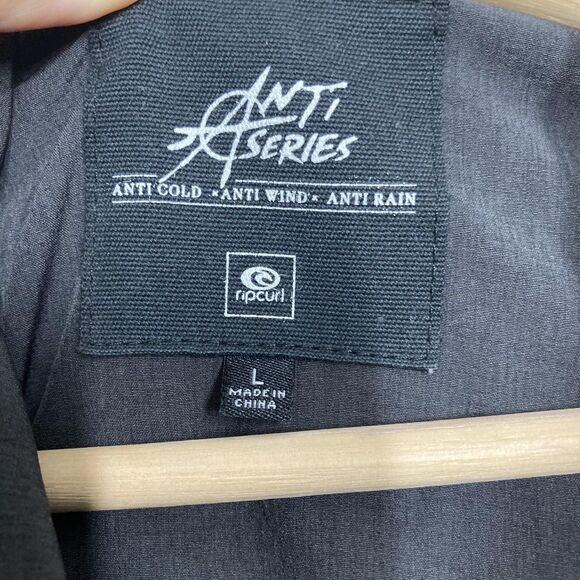 ANTI
SERIES
ANTI COLD × ANTI WIND × ANTI RAIN
ripcurl
L
MADE IN
CHINA